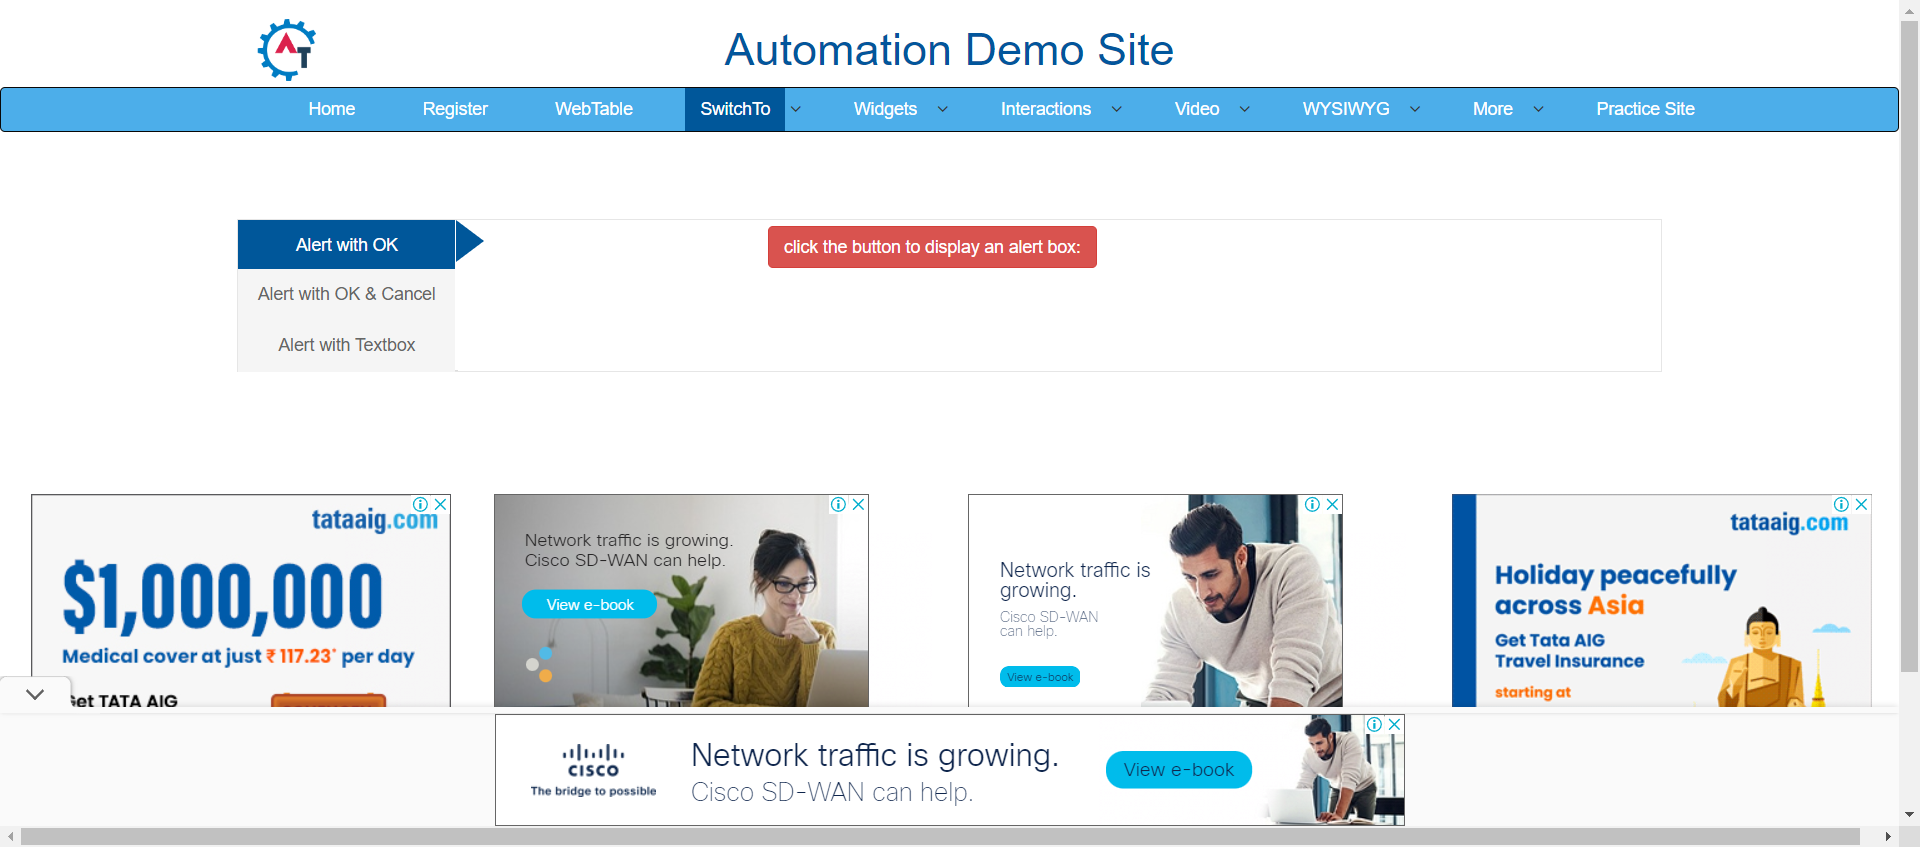 AT
Automation Demo Site
Home Register WebTable SwitchTo Widgets Interactions Video WYSIWYG More Practice Site
Alert with OK
click the button to display an alert box:
Alert with OK & Cancel
Alert with Textbox
tataaig.com
$1,000,000
Medical cover at just ₹ 117.23* per day
Get TATA AIG
Network traffic is growing.
Cisco SD-WAN can help.
View e-book
Network traffic is
growing.
Cisco SD-WAN
can help.
View e-book
tataaig.com
Holiday peacefully
across Asia
Get Tata AIG
Travel Insurance
starting at
CISCO
The bridge to possible
Network traffic is growing.
Cisco SD-WAN can help.
View e-book